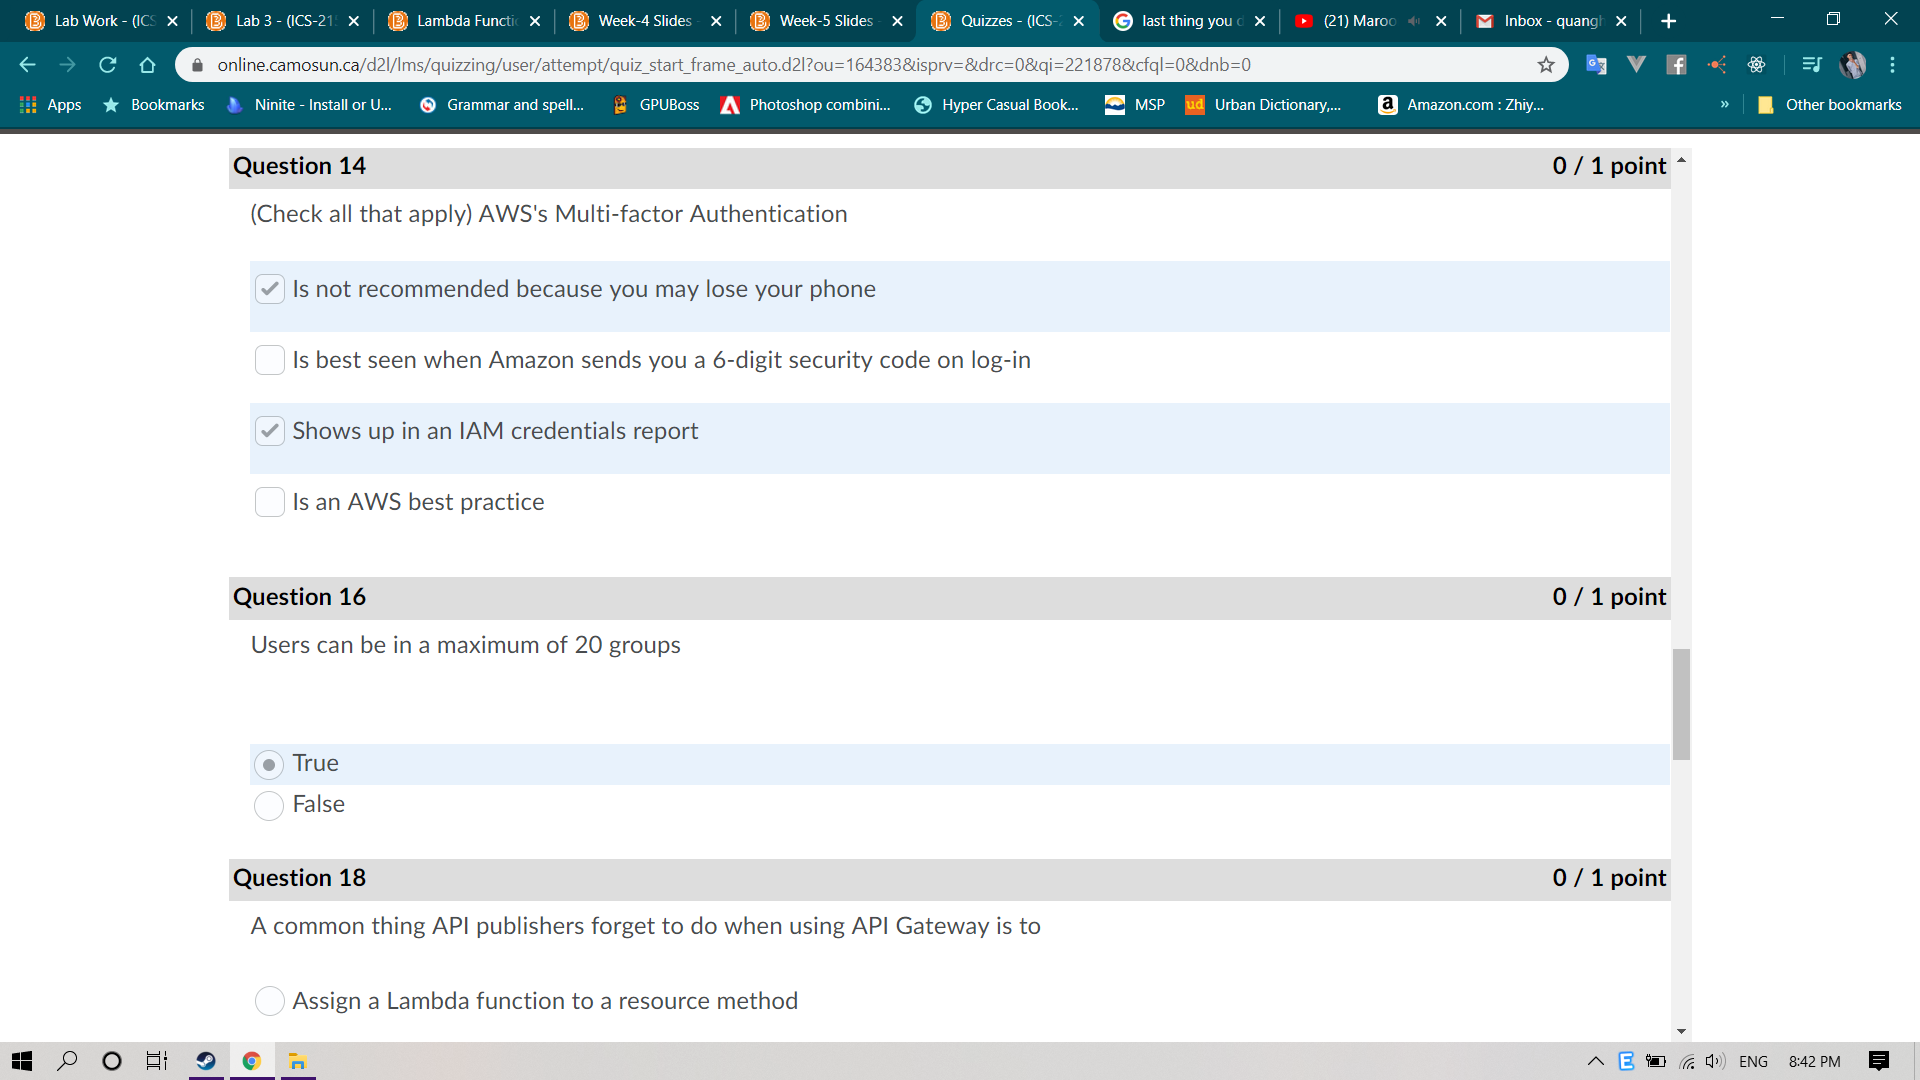 Lab Work - (ICS
Lab 3 - (ICS-21
Lambda Functi
Week-4 Slides
Week-5 Slides
Quizzes - (ICS-
last thing you d
(21) Maroo
Inbox - quangh
online.camosun.ca/d2l/lms/quizzing/user/attempt/quiz_start_frame_auto.d2l?ou=164383&isprv=&drc=0&qi=221878&cfql=0&dnb=0
Apps
Bookmarks
Ninite - Install or U...
Grammar and spell...
GPUBoss
Photoshop combini...
Hyper Casual Book...
MSP
ud
Urban Dictionary,...
a
Amazon.com : Zhiy...
»
Other bookmarks
Question 14
0 / 1 point
(Check all that apply) AWS's Multi-factor Authentication
Is not recommended because you may lose your phone
Is best seen when Amazon sends you a 6-digit security code on log-in
Shows up in an IAM credentials report
Is an AWS best practice
Question 16
0 / 1 point
Users can be in a maximum of 20 groups
True
False
Question 18
0 / 1 point
A common thing API publishers forget to do when using API Gateway is to
Assign a Lambda function to a resource method
ENG
8:42 PM